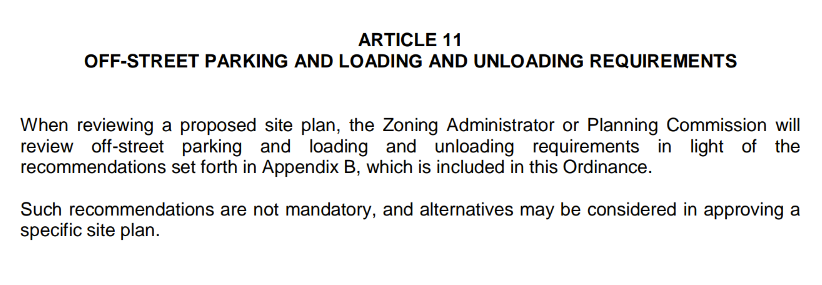 ARTICLE 11
OFF-STREET PARKING AND LOADING AND UNLOADING REQUIREMENTS
When reviewing a proposed site plan, the Zoning Administrator or Planning Commission will
review off-street parking and loading and unloading requirements in light of the
recommendations set forth in Appendix B, which is included in this Ordinance.
Such recommendations are not mandatory, and alternatives may be considered in approving a
specific site plan.